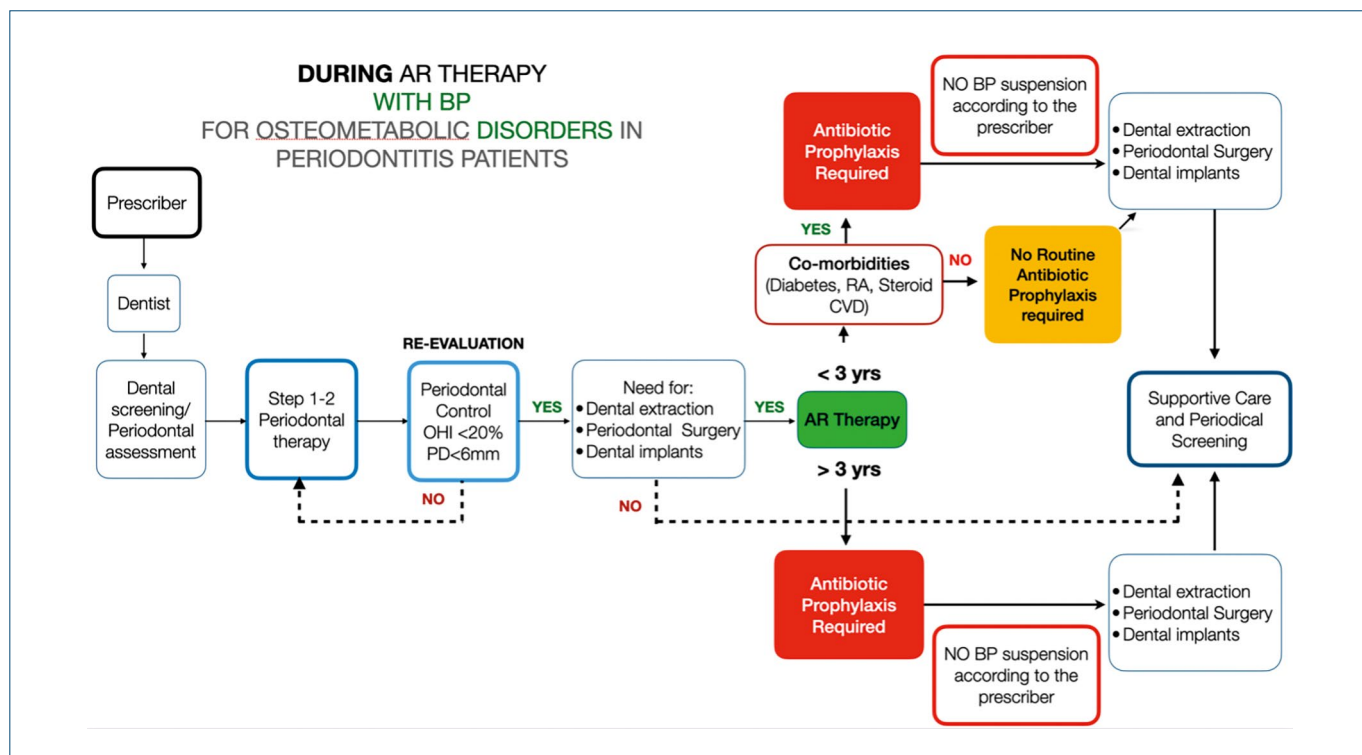 DURING AR THERAPY
WITH BP
FOR OSTEOMETABOLIC DISORDERS IN
PERIODONTITIS PATIENTS
Prescriber
Dentist
Dental
screening/
Periodontal
assessment
Step 1-2
Periodontal
therapy
RE-EVALUATION
Periodontal
Control
OHI <20%
PD<6mm
NO
YES
Need for:
• Dental extraction
• Periodontal Surgery
• Dental implants
NO
YES
< 3 yrs
AR Therapy
> 3 yrs
Co-morbidities
(Diabetes, RA, Steroid
CVD)
YES
NO
Antibiotic
Prophylaxis
Required
No Routine
Antibiotic
Prophylaxis
required
NO BP suspension
according to the
prescriber
• Dental extraction
• Periodontal Surgery
• Dental implants
Supportive Care
and Periodical
Screening
Antibiotic
Prophylaxis
Required
NO BP suspension
according to the
prescriber
• Dental extraction
• Periodontal Surgery
• Dental implants